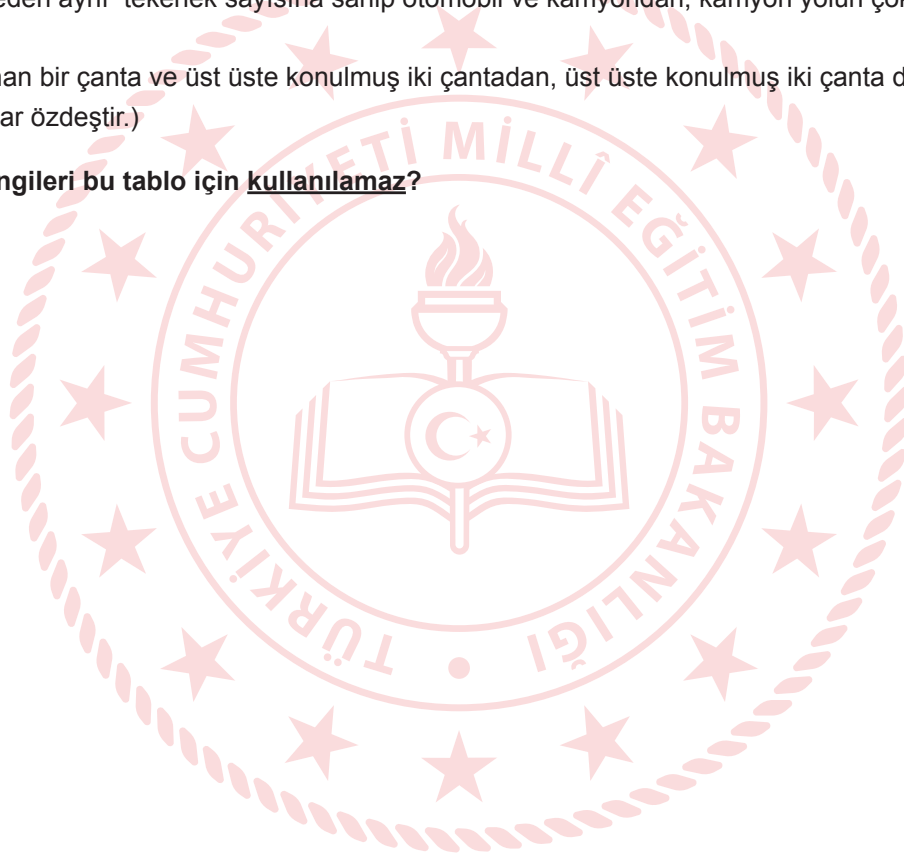 eden aynı tekerlek sayısına sahip otomobil ve kamyondan, kamyon yolun çok
nan bir çanta ve üst üste konulmuş iki çantadan, üst üste konulmuş iki çanta d
ar özdeştir.)
ngileri bu tablo için kullanılamaz?
TÜRKİYE CUMHURİYETİ MİLLÎ EĞİTİM BAKANLIĞI